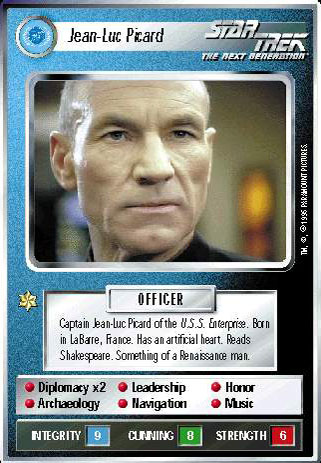 Jean-Luc Picard
STAR TREK
THE NEXT GENERATION
TM, ®, © 1995 PARAMOUNT PICTURES.
OFFICER
Captain Jean-Luc Picard of the U.S.S. Enterprise. Born
in LaBarre, France. Has an artificial heart. Reads
Shakespeare. Something of a Renaissance man.
Diplomacy x2 Leadership Honor
Archaeology Navigation Music
INTEGRITY 9 CUNNING 8 STRENGTH 6